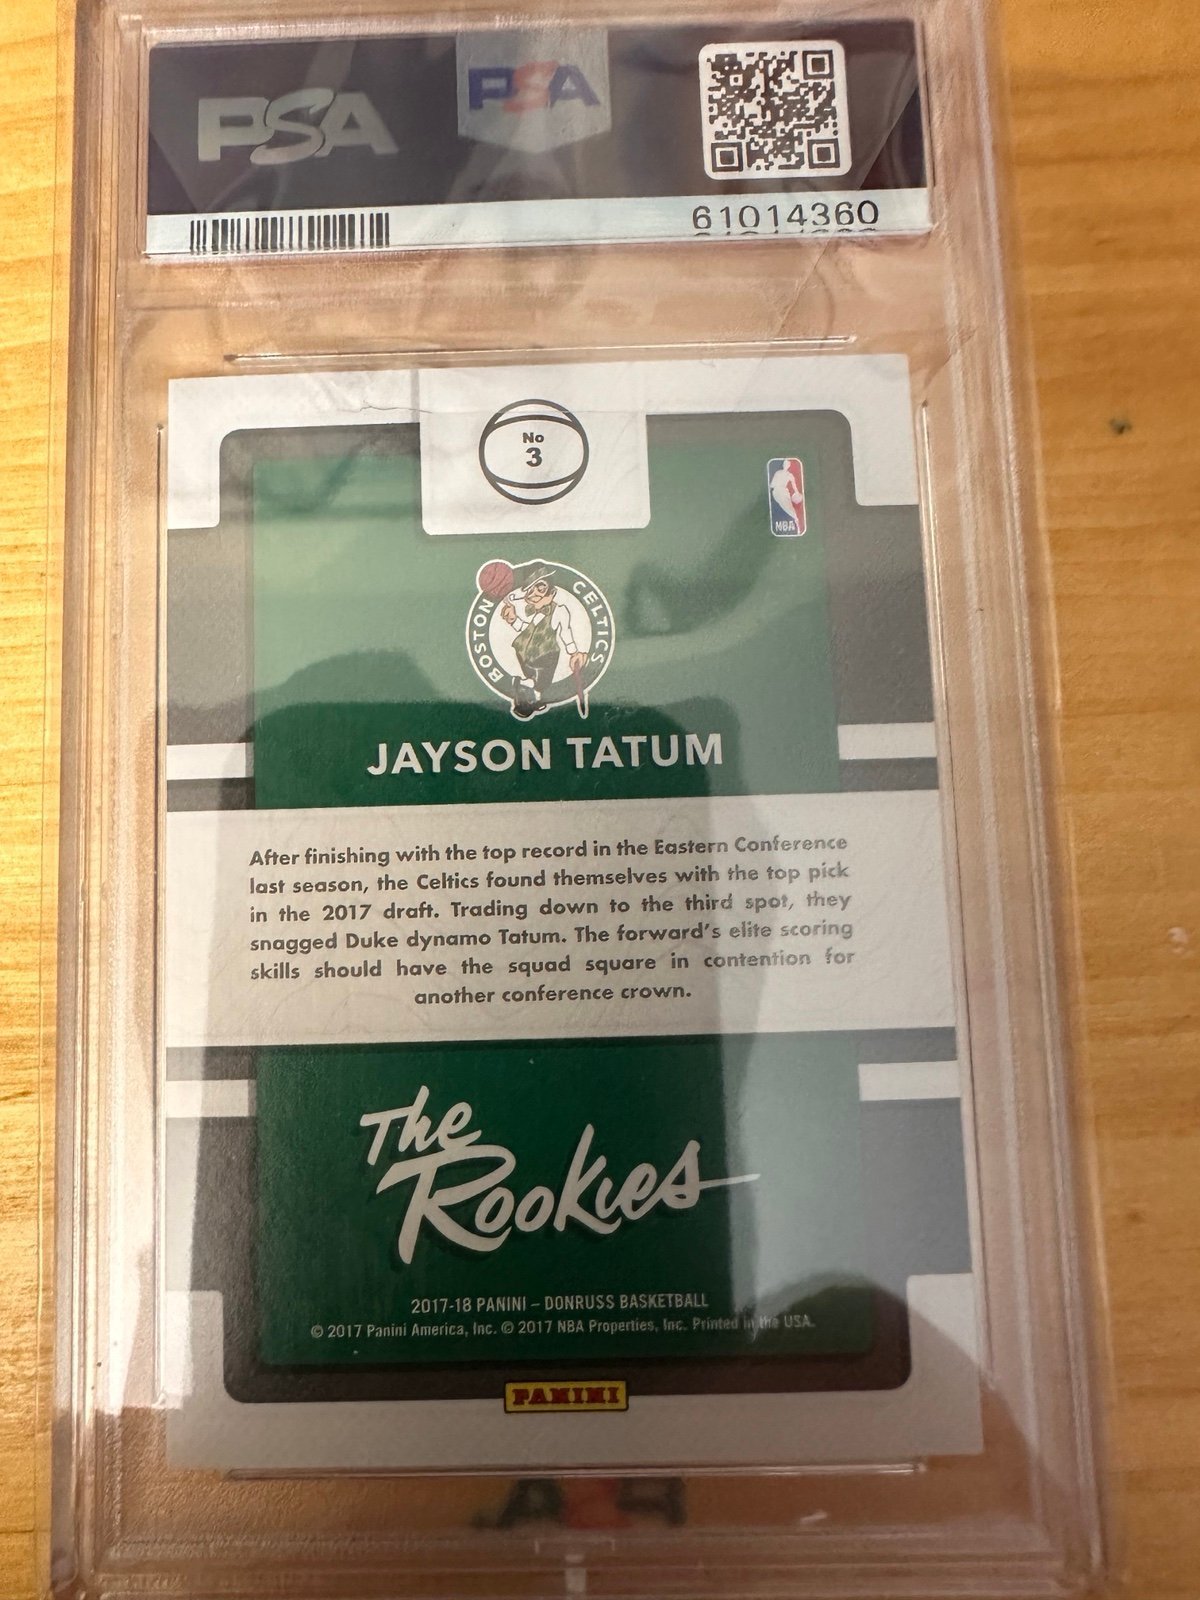 PSA
PSA
61014360
No
3
NBA
BOSTON CELTICS
JAYSON TATUM
After finishing with the top record in the Eastern Conference
last season, the Celtics found themselves with the top pick
in the 2017 draft. Trading down to the third spot, they
snagged Duke dynamo Tatum. The forward's elite scoring
skills should have the squad square in contention for
another conference crown.
The
Rookies
2017-18 PANINI – DONRUSS BASKETBALL
© 2017 Panini America, Inc. © 2017 NBA Properties, Inc. Printed in the USA.
PANINI